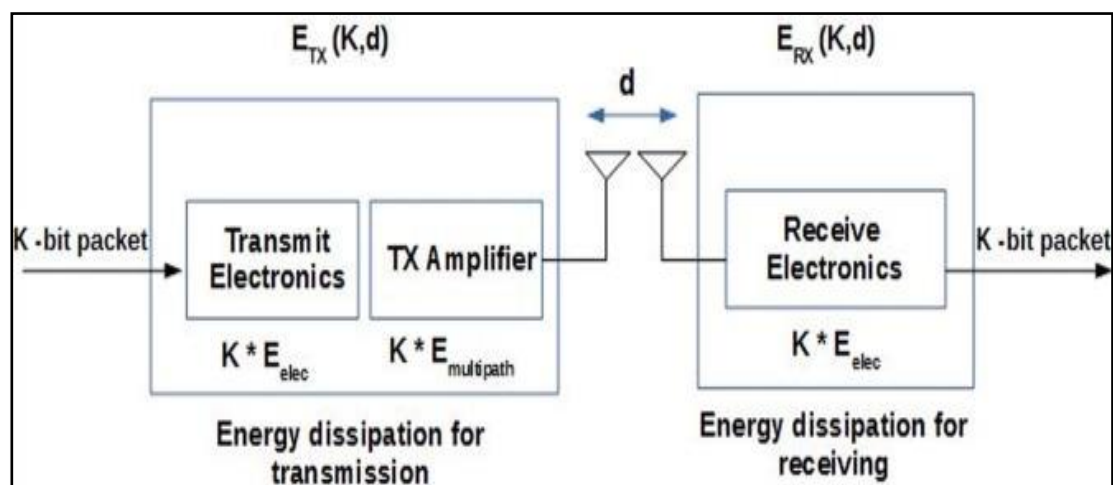 E_TX (K,d)
E_RX (K,d)
d
K -bit packet
Transmit
Electronics
TX Amplifier
Receive
Electronics
K -bit packet
K * E_elec
K * E_multipath
K * E_elec
Energy dissipation for
transmission
Energy dissipation for
receiving